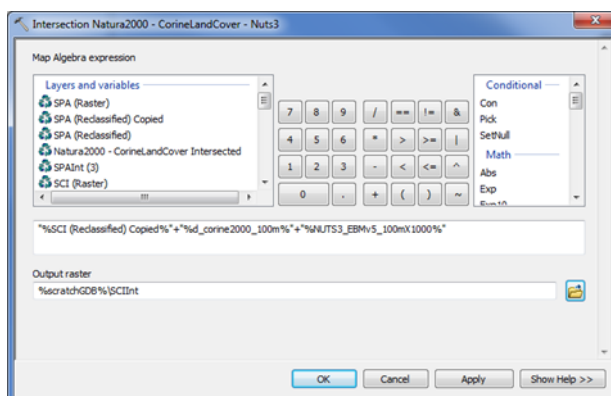 Intersection Natura2000 - CorineLandCover - Nuts3
Map Algebra expression
Layers and variables
SPA (Raster)
SPA (Reclassified) Copied
SPA (Reclassified)
Natura2000 - CorineLandCover Intersected
SPAInt (3)
SCI (Raster)
7 8 9 / == != &
4 5 6 * > >= |
1 2 3 - < <= ^
0 . + ( ) ~
Conditional
Con
Pick
SetNull
Math
Abs
Exp
Exp10
"%SCI (Reclassified) Copied%"+"%d_corine2000_100m%"+"%NUTS3_EBMv5_100mX1000%"
Output raster
%scratchGDB%\SCIInt
OK Cancel Apply Show Help >>